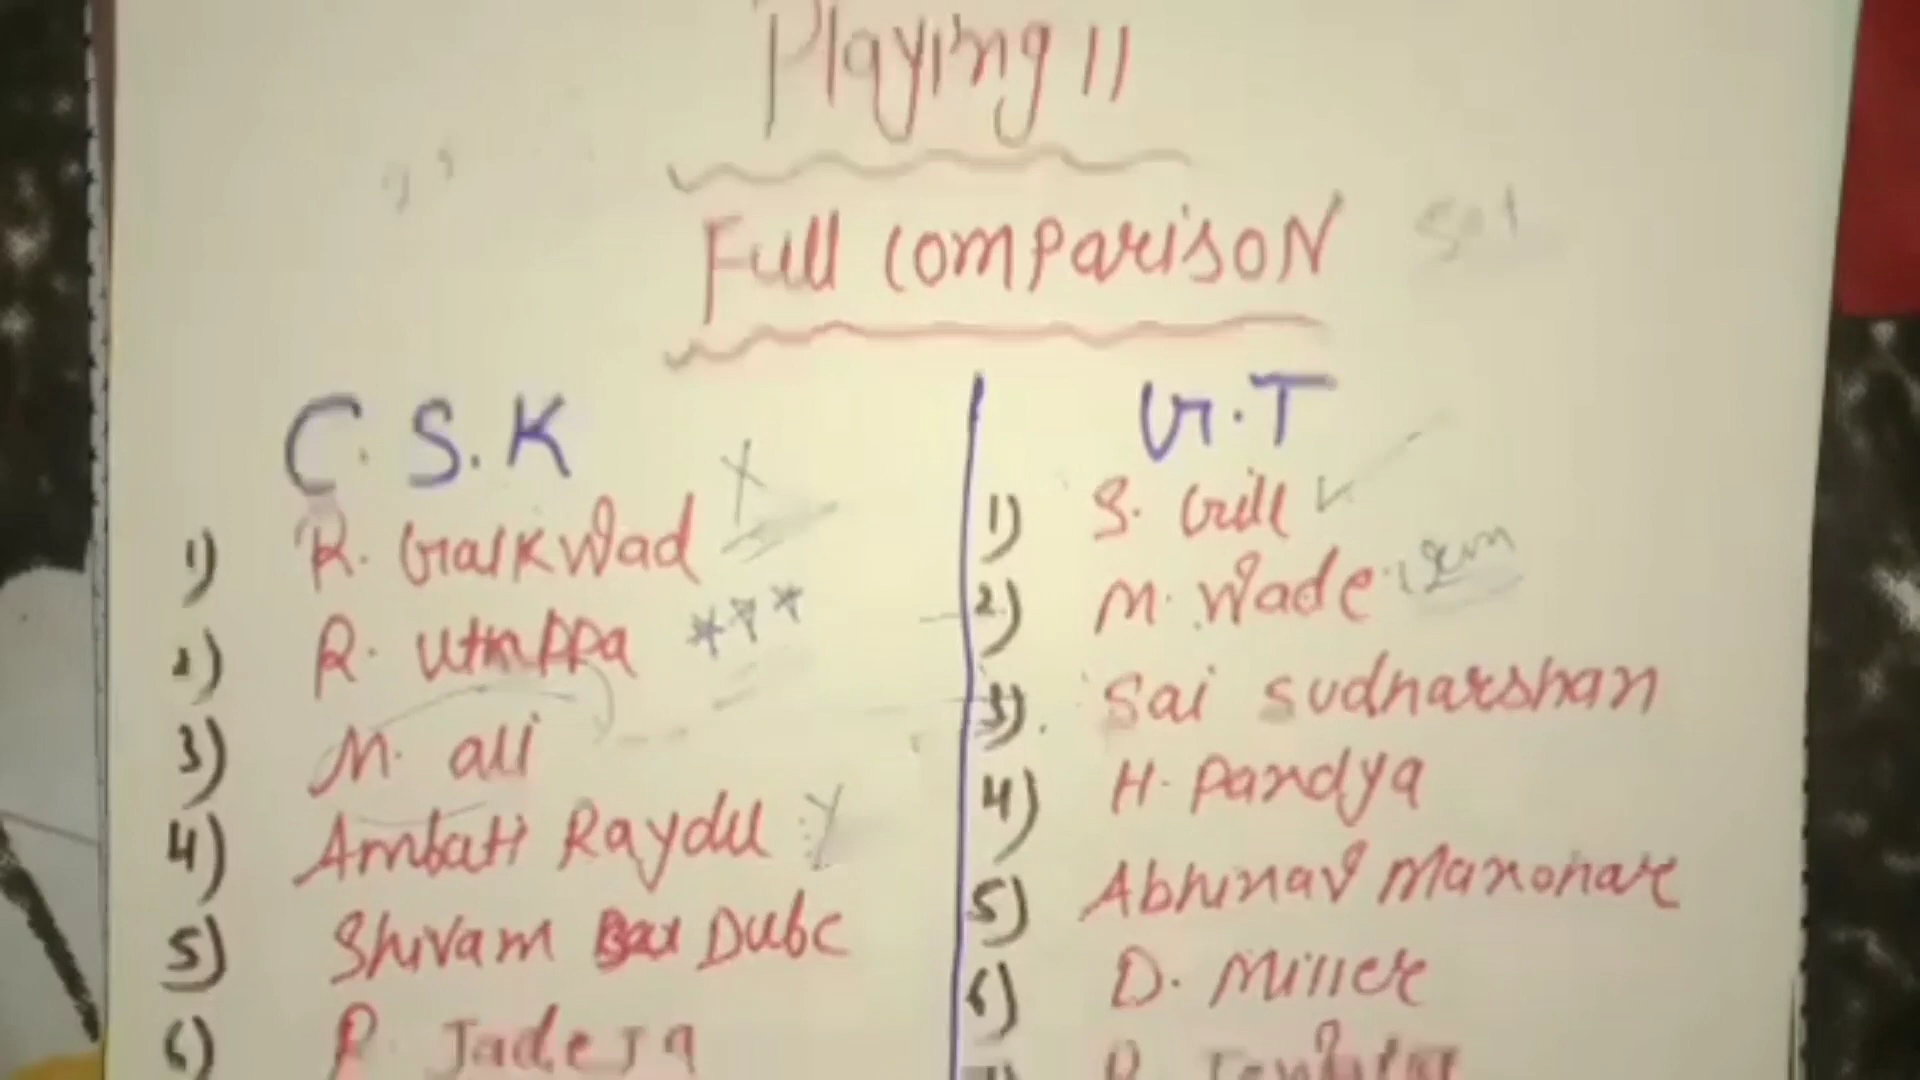 Playing 11
Full comparison
C.S.K
1) R. Gaikwad
2) R. Utmppa
3) M. ali
4) Ambati Raydu
5) Shivam Dube
6) R. Jadeja
G.T
1) S. Gill
2) M. Wade
3). Sai sudharshan
4) H. Pandya
5) Abhinav Manohar
6) D. Miller